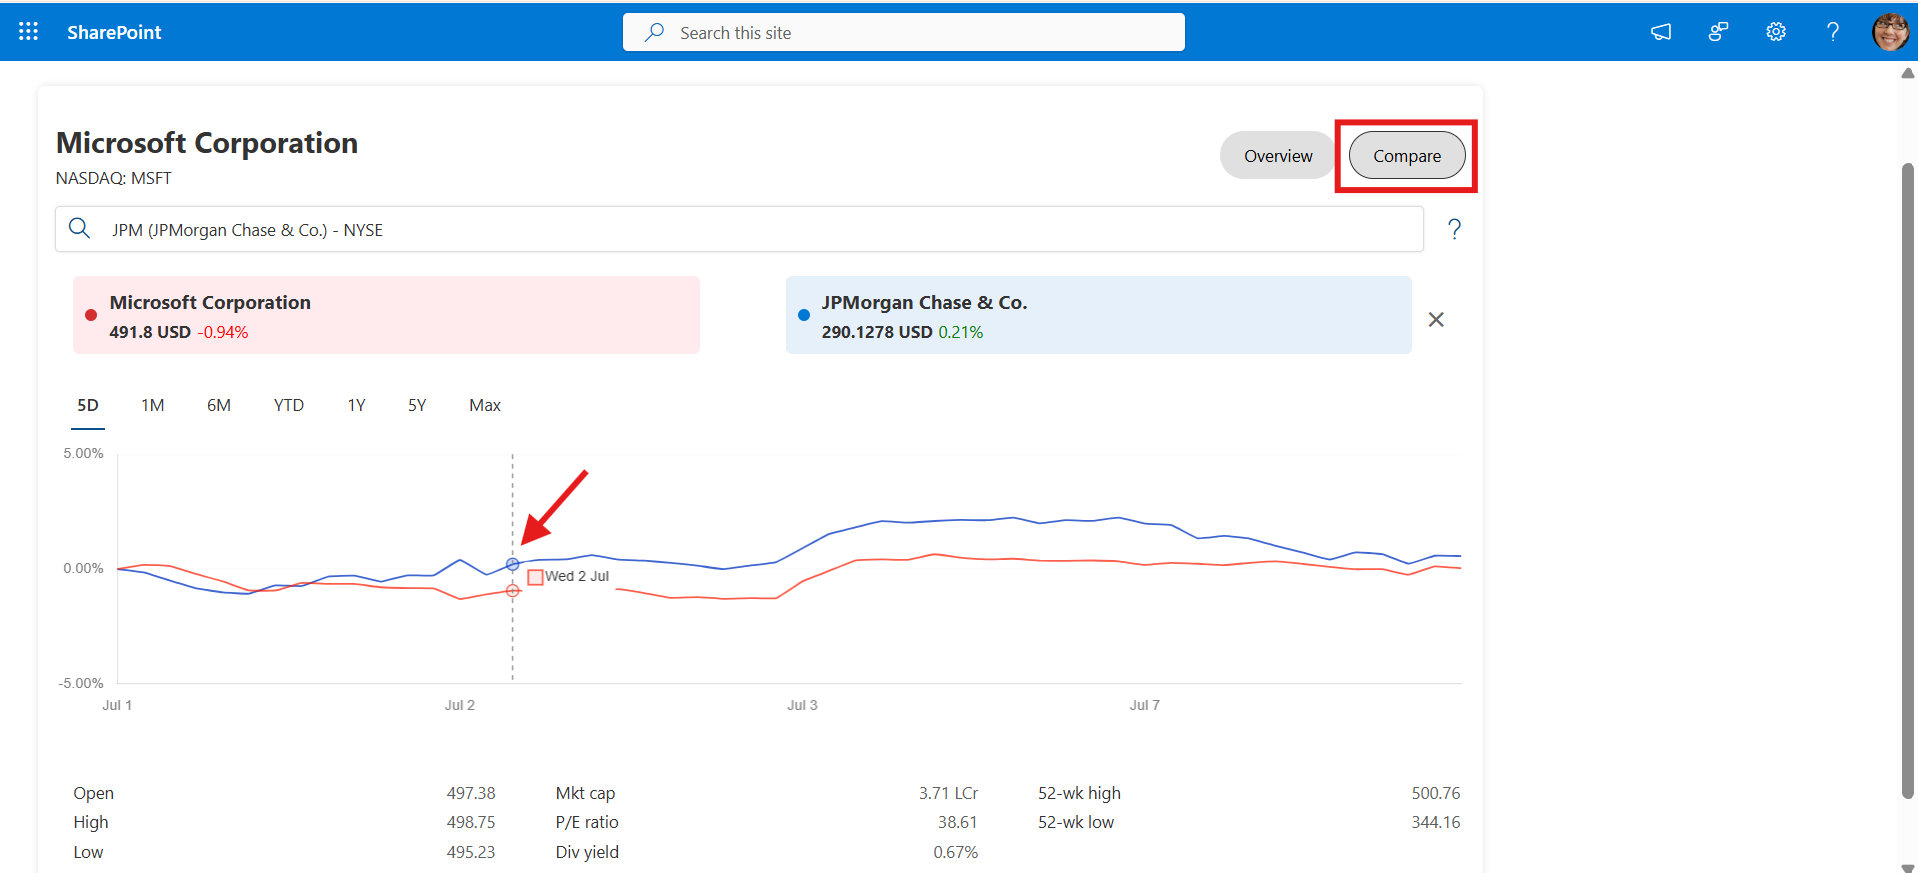 SharePoint
Search this site
Microsoft Corporation
NASDAQ: MSFT
Overview
Compare
JPM (JPMorgan Chase & Co.) - NYSE
?
Microsoft Corporation
491.8 USD -0.94%
JPMorgan Chase & Co.
290.1278 USD 0.21%
5D 1M 6M YTD 1Y 5Y Max
5.00%
0.00%
Wed 2 Jul
-5.00%
Jul 1 Jul 2 Jul 3 Jul 7
Open 497.38 Mkt cap 3.71 LCr 52-wk high 500.76
High 498.75 P/E ratio 38.61 52-wk low 344.16
Low 495.23 Div yield 0.67%